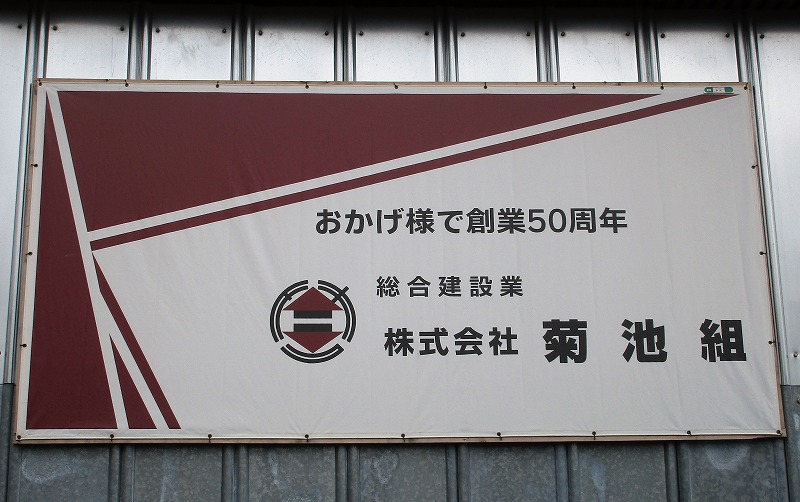 おかげ様で創業50周年
総合建設業
株式会社 菊池組